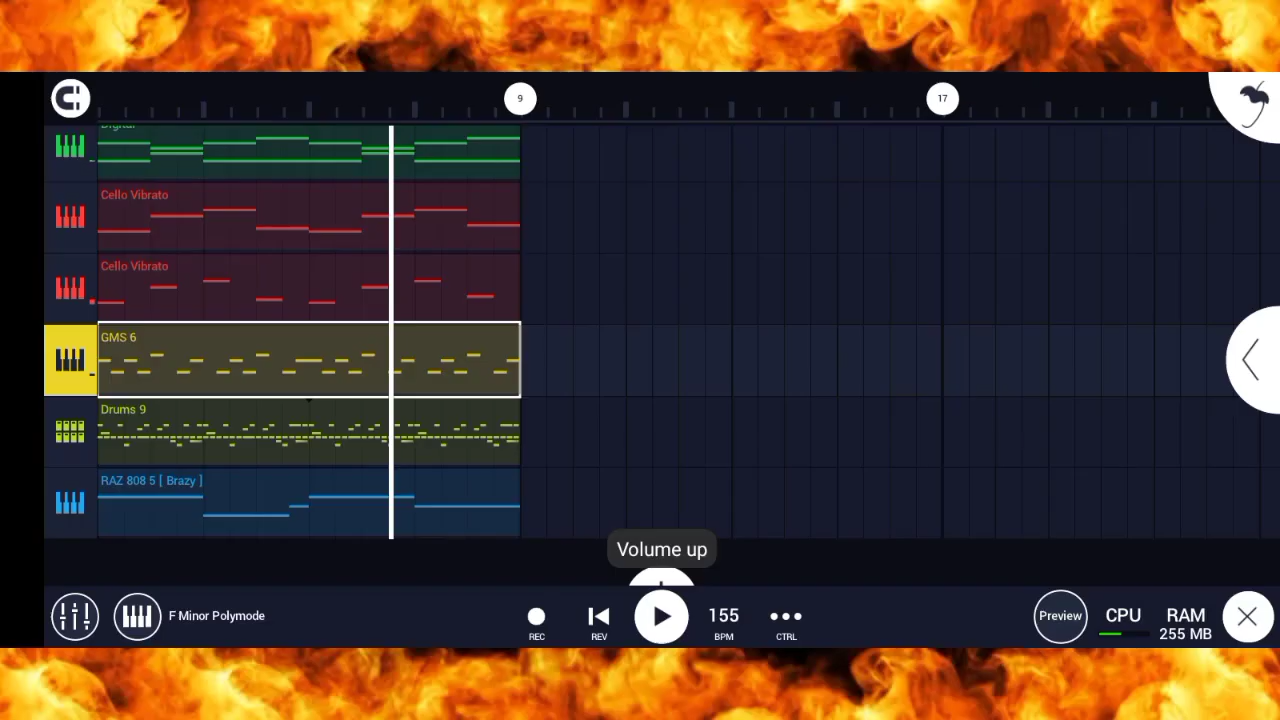 9
17
Digital
Cello Vibrato
Cello Vibrato
GMS 6
Drums 9
RAZ 808 5 [ Brazy ]
Volume up
F Minor Polymode
REC
REV
155
BPM
CTRL
Preview
CPU
RAM
255 MB